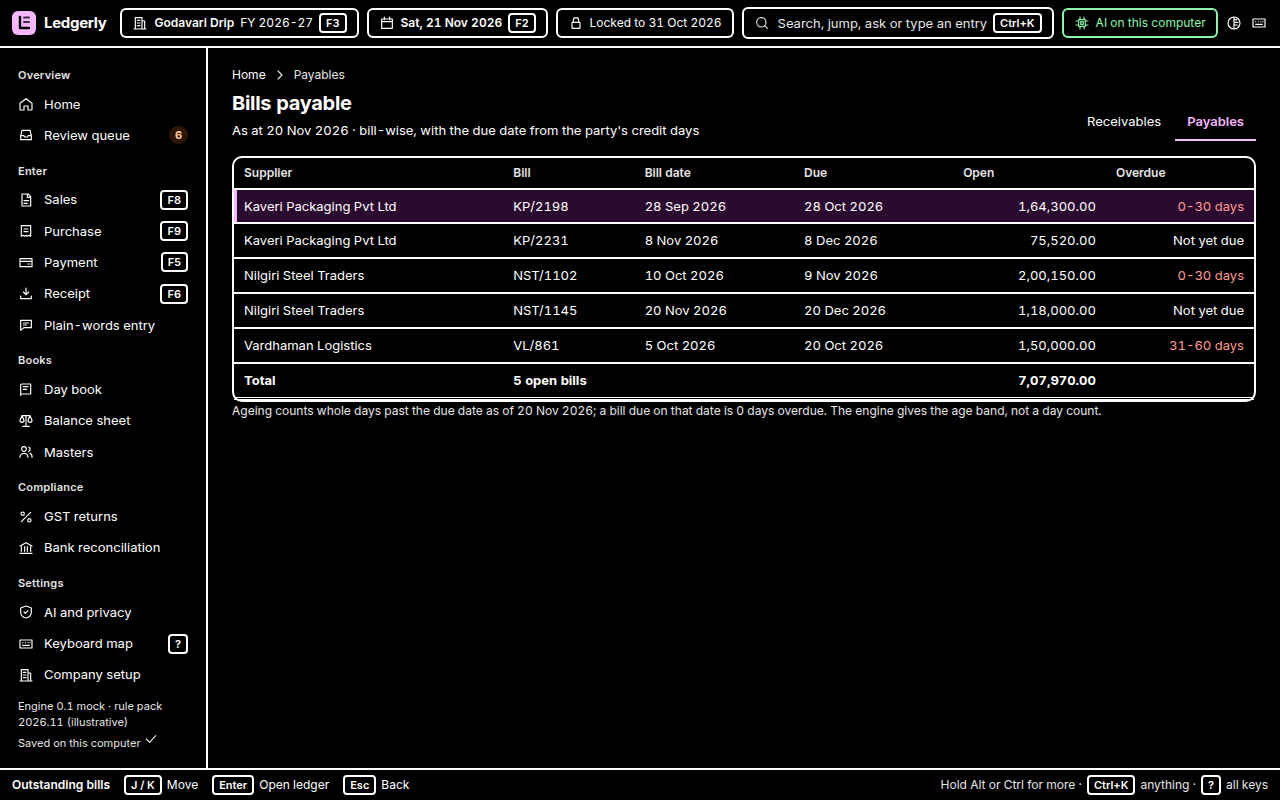 Ledgerly
Godavari Drip FY 2026-27 F3
Sat, 21 Nov 2026 F2
Locked to 31 Oct 2026
Search, jump, ask or type an entry Ctrl+K
AI on this computer
Overview
Home
Review queue 6
Enter
Sales F8
Purchase F9
Payment F5
Receipt F6
Plain-words entry
Books
Day book
Balance sheet
Masters
Compliance
GST returns
Bank reconciliation
Settings
AI and privacy
Keyboard map ?
Company setup
Engine 0.1 mock · rule pack
2026.11 (illustrative)
Saved on this computer
Home Payables
Bills payable
As at 20 Nov 2026 · bill-wise, with the due date from the party's credit days
Receivables Payables
Supplier Bill Bill date Due Open Overdue
Kaveri Packaging Pvt Ltd KP/2198 28 Sep 2026 28 Oct 2026 1,64,300.00 0-30 days
Kaveri Packaging Pvt Ltd KP/2231 8 Nov 2026 8 Dec 2026 75,520.00 Not yet due
Nilgiri Steel Traders NST/1102 10 Oct 2026 9 Nov 2026 2,00,150.00 0-30 days
Nilgiri Steel Traders NST/1145 20 Nov 2026 20 Dec 2026 1,18,000.00 Not yet due
Vardhaman Logistics VL/861 5 Oct 2026 20 Oct 2026 1,50,000.00 31-60 days
Total 5 open bills 7,07,970.00
Ageing counts whole days past the due date as of 20 Nov 2026; a bill due on that date is 0 days overdue. The engine gives the age band, not a day count.
Outstanding bills J / K Move Enter Open ledger Esc Back
Hold Alt or Ctrl for more · Ctrl+K anything · ? all keys